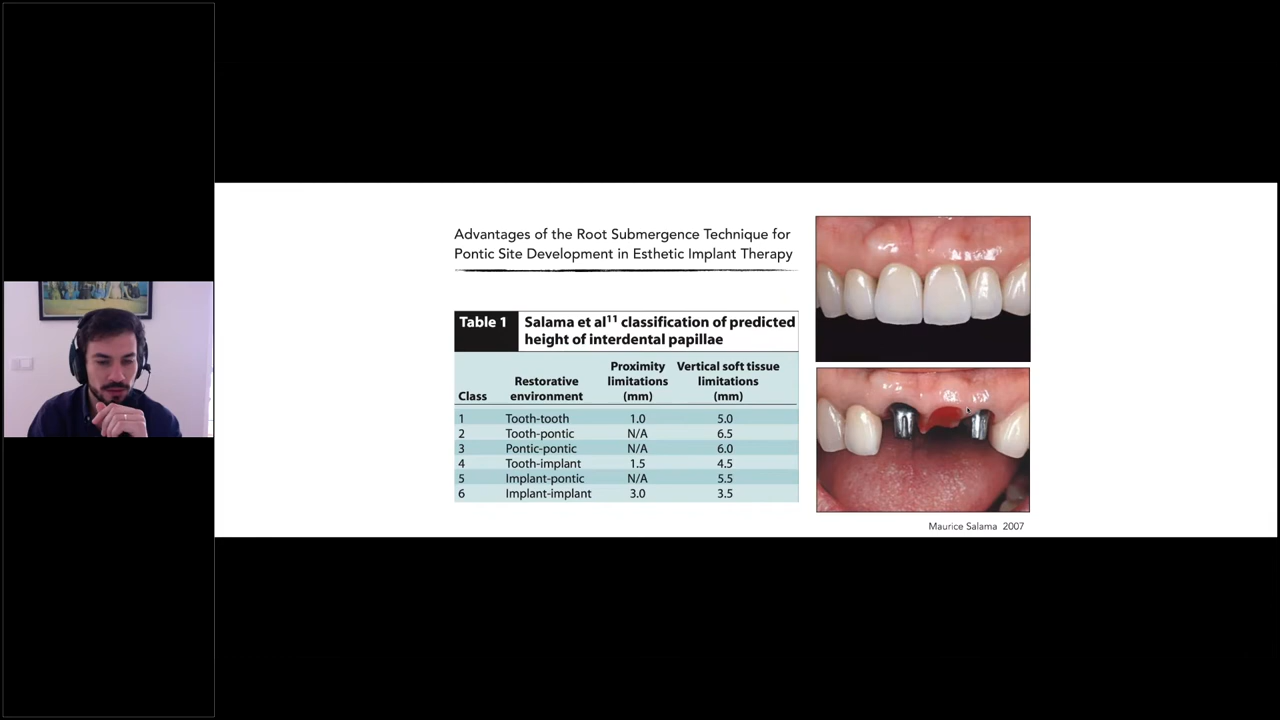 Advantages of the Root Submergence Technique for
Pontic Site Development in Esthetic Implant Therapy
Table 1 Salama et al11 classification of predicted
height of interdental papillae
Proximity Vertical soft tissue
Restorative limitations limitations
Class environment (mm) (mm)
1 Tooth-tooth 1.0 5.0
2 Tooth-pontic N/A 6.5
3 Pontic-pontic N/A 6.0
4 Tooth-implant 1.5 4.5
5 Implant-pontic N/A 5.5
6 Implant-implant 3.0 3.5
Maurice Salama 2007